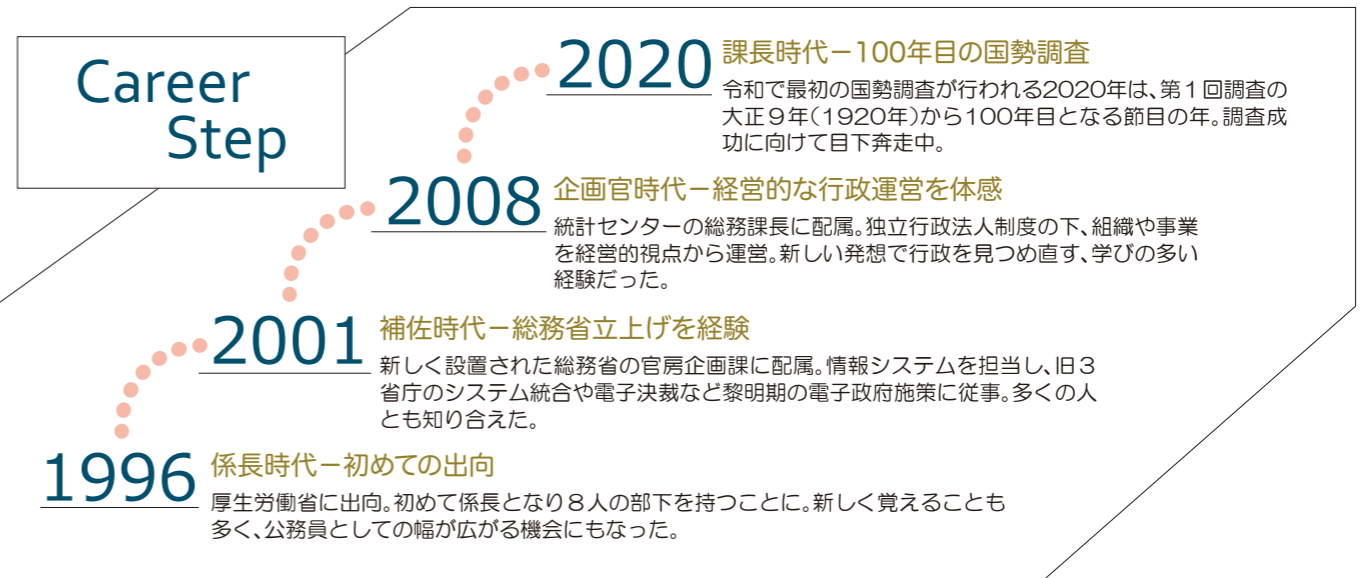 Career
Step
2020
課長時代－100年目の国勢調査
令和で最初の国勢調査が行われる2020年は、第１回調査の
大正９年（1920年）から100年目となる節目の年。調査成
功に向けて目下奔走中。
2008
企画官時代－経営的な行政運営を体感
統計センターの総務課長に配属。独立行政法人制度の下、組織や事業
を経営的視点から運営。新しい発想で行政を見つめ直す、学びの多い
経験だった。
2001
補佐時代－総務省立上げを経験
新しく設置された総務省の官房企画課に配属。情報システムを担当し、旧３
省庁のシステム統合や電子決裁など黎明期の電子政府施策に従事。多くの人
とも知り合えた。
1996
係長時代－初めての出向
厚生労働省に出向。初めて係長となり８人の部下を持つことに。新しく覚えることも
多く、公務員としての幅が広がる機会にもなった。